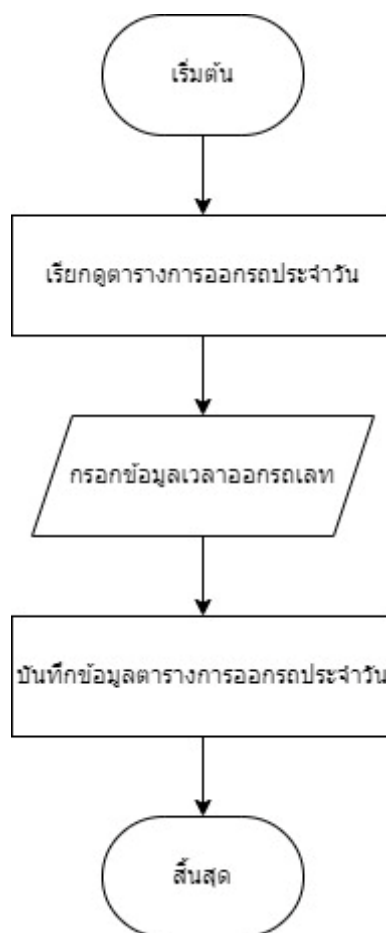 เริ่มต้น
เรียกดูตารางการออกรถประจำวัน
กรอกข้อมูลเวลาออกรถเลท
บันทึกข้อมูลตารางการออกรถประจำวัน
สิ้นสุด